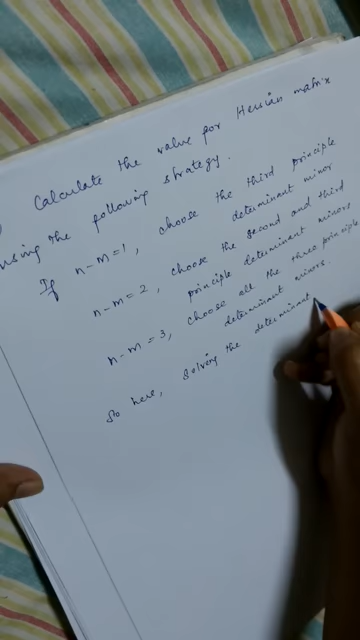 Calculate the value for Hessian matrix
using the following strategy.
If n-m=1, choose the third principle
determinant minor
n-m=2, choose the second and third
principle determinant minors
n-m=3, choose all the three principle
determinant minors.
So here, solving the determinant